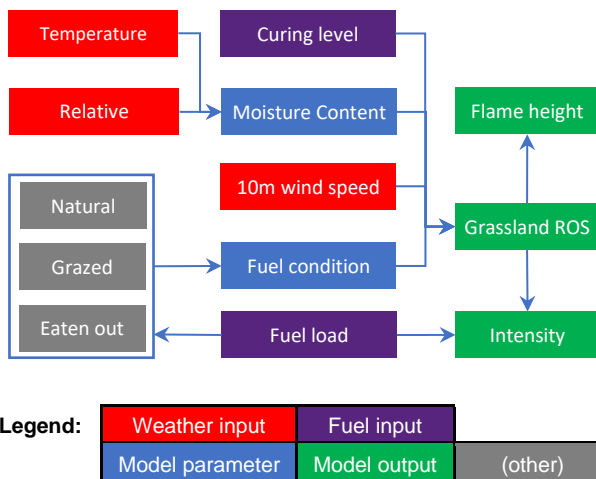 Temperature
Curing level
Relative
Moisture Content
Flame height
10m wind speed
Natural
Grassland ROS
Grazed
Fuel condition
Eaten out
Fuel load
Intensity
Legend:
Weather input
Fuel input
Model parameter
Model output
(other)